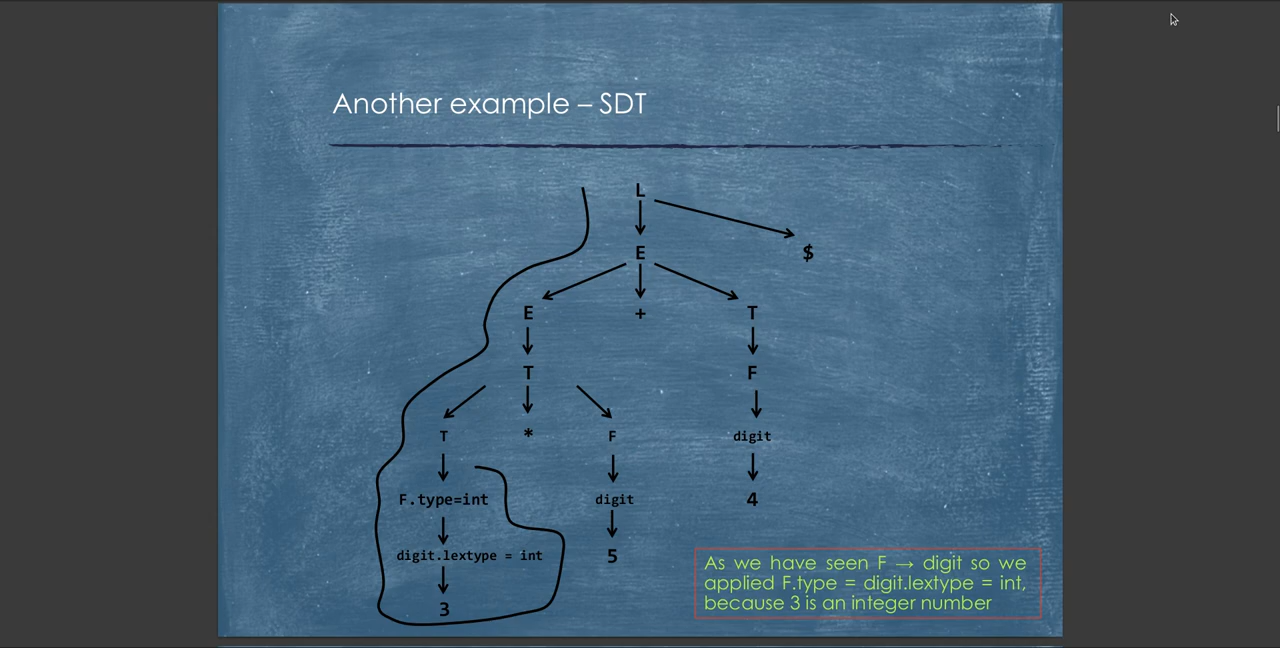 Another example – SDT
L
E $
E + T
T F
T * F digit
F.type=int digit 4
digit.lextype = int 5
3
As we have seen F → digit so we
applied F.type = digit.lextype = int,
because 3 is an integer number